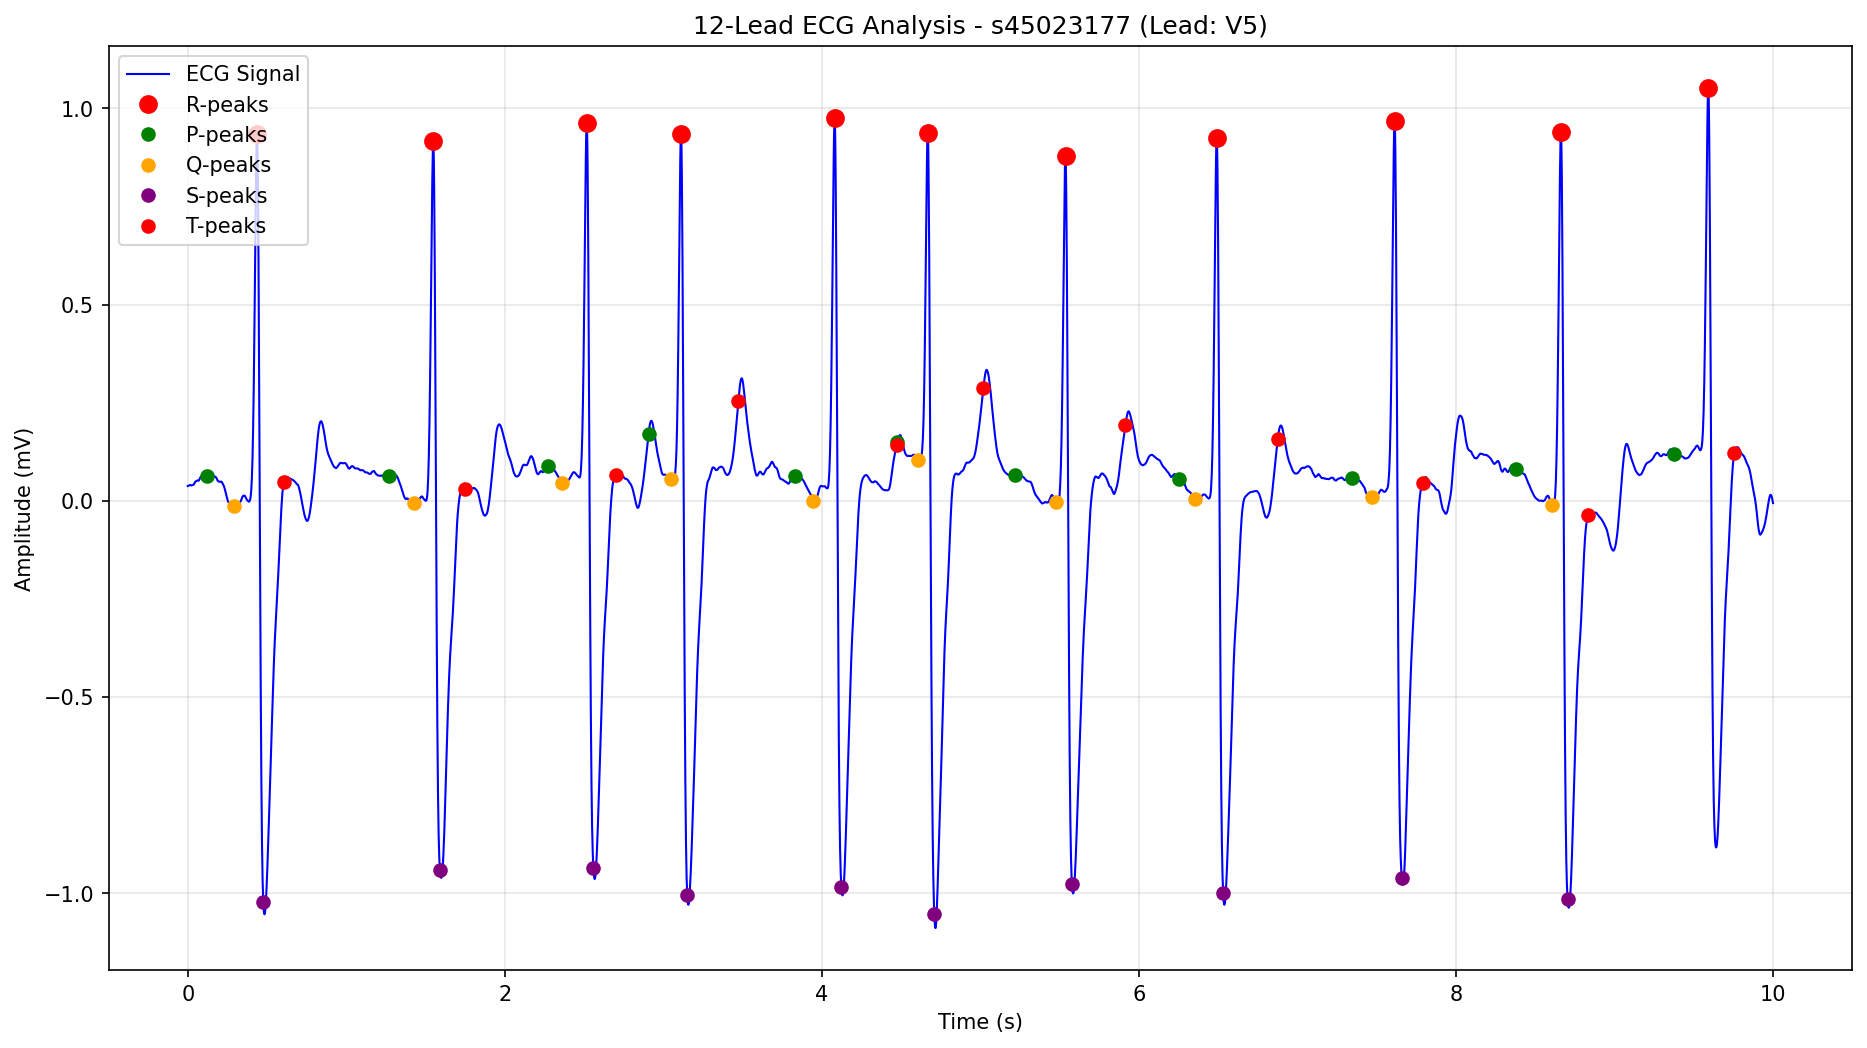 12-Lead ECG Analysis - s45023177 (Lead: V5)
ECG Signal
R-peaks
P-peaks
Q-peaks
S-peaks
T-peaks
1.0
0.5
0.0
−0.5
−1.0
Amplitude (mV)
0 2 4 6 8 10
Time (s)